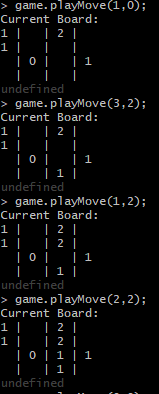 > game.playMove(1,0);
Current Board:
1 |   | 2 |
1 |   |   |
  | 0 |   | 1
  |   |   |
undefined
> game.playMove(3,2);
Current Board:
1 |   | 2 |
1 |   |   |
  | 0 |   | 1
  |   | 1 |
undefined
> game.playMove(1,2);
Current Board:
1 |   | 2 |
1 |   | 2 |
  | 0 |   | 1
  |   | 1 |
undefined
> game.playMove(2,2);
Current Board:
1 |   | 2 |
1 |   | 2 |
  | 0 | 1 | 1
  |   | 1 |
undefined